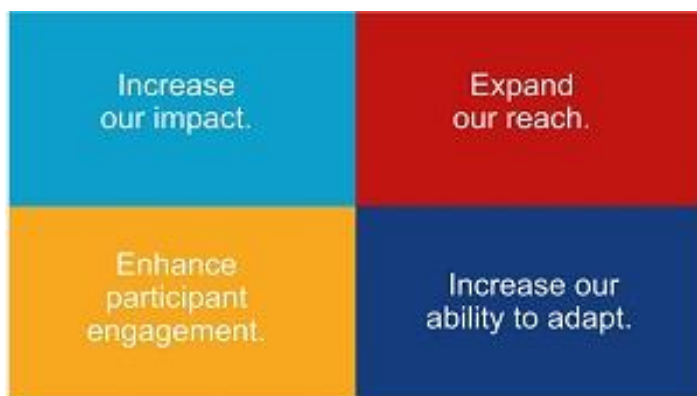 Increase
our impact.
Expand
our reach.
Enhance
participant
engagement.
Increase our
ability to adapt.